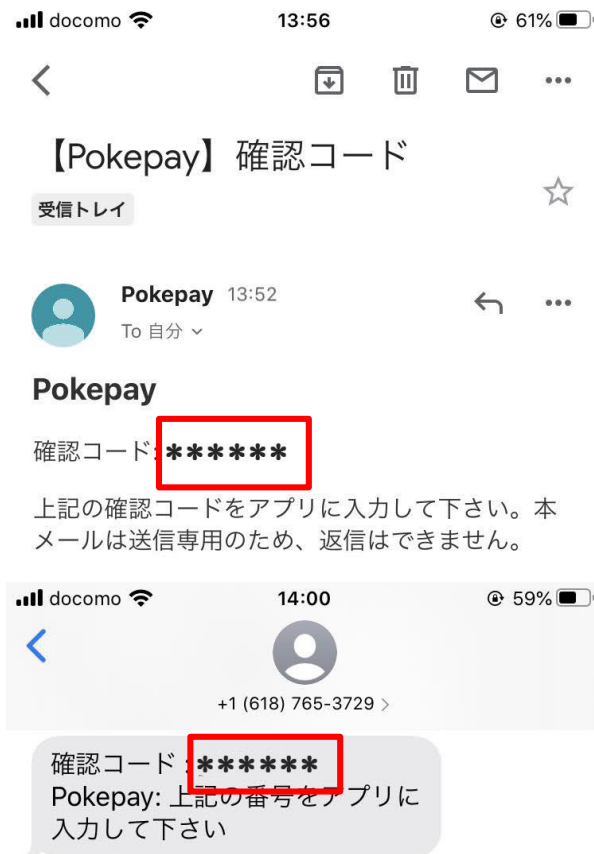 docomo 13:56 61%
【Pokepay】確認コード
受信トレイ
Pokepay 13:52
To 自分
Pokepay
確認コード: ******
上記の確認コードをアプリに入力して下さい。本
メールは送信専用のため、返信はできません。
docomo 14:00 59%
+1 (618) 765-3729 >
確認コード : ******
Pokepay: 上記の番号をアプリに
入力して下さい